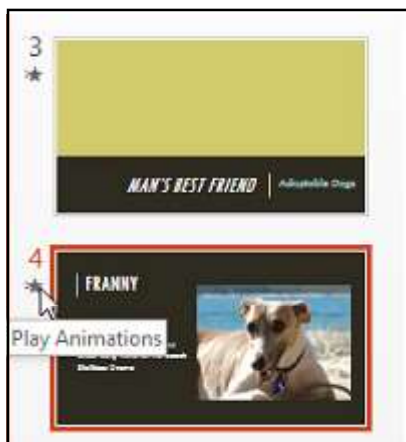 3
MAN'S BEST FRIEND
Adoptable Dogs
4
FRANNY
Play Animations